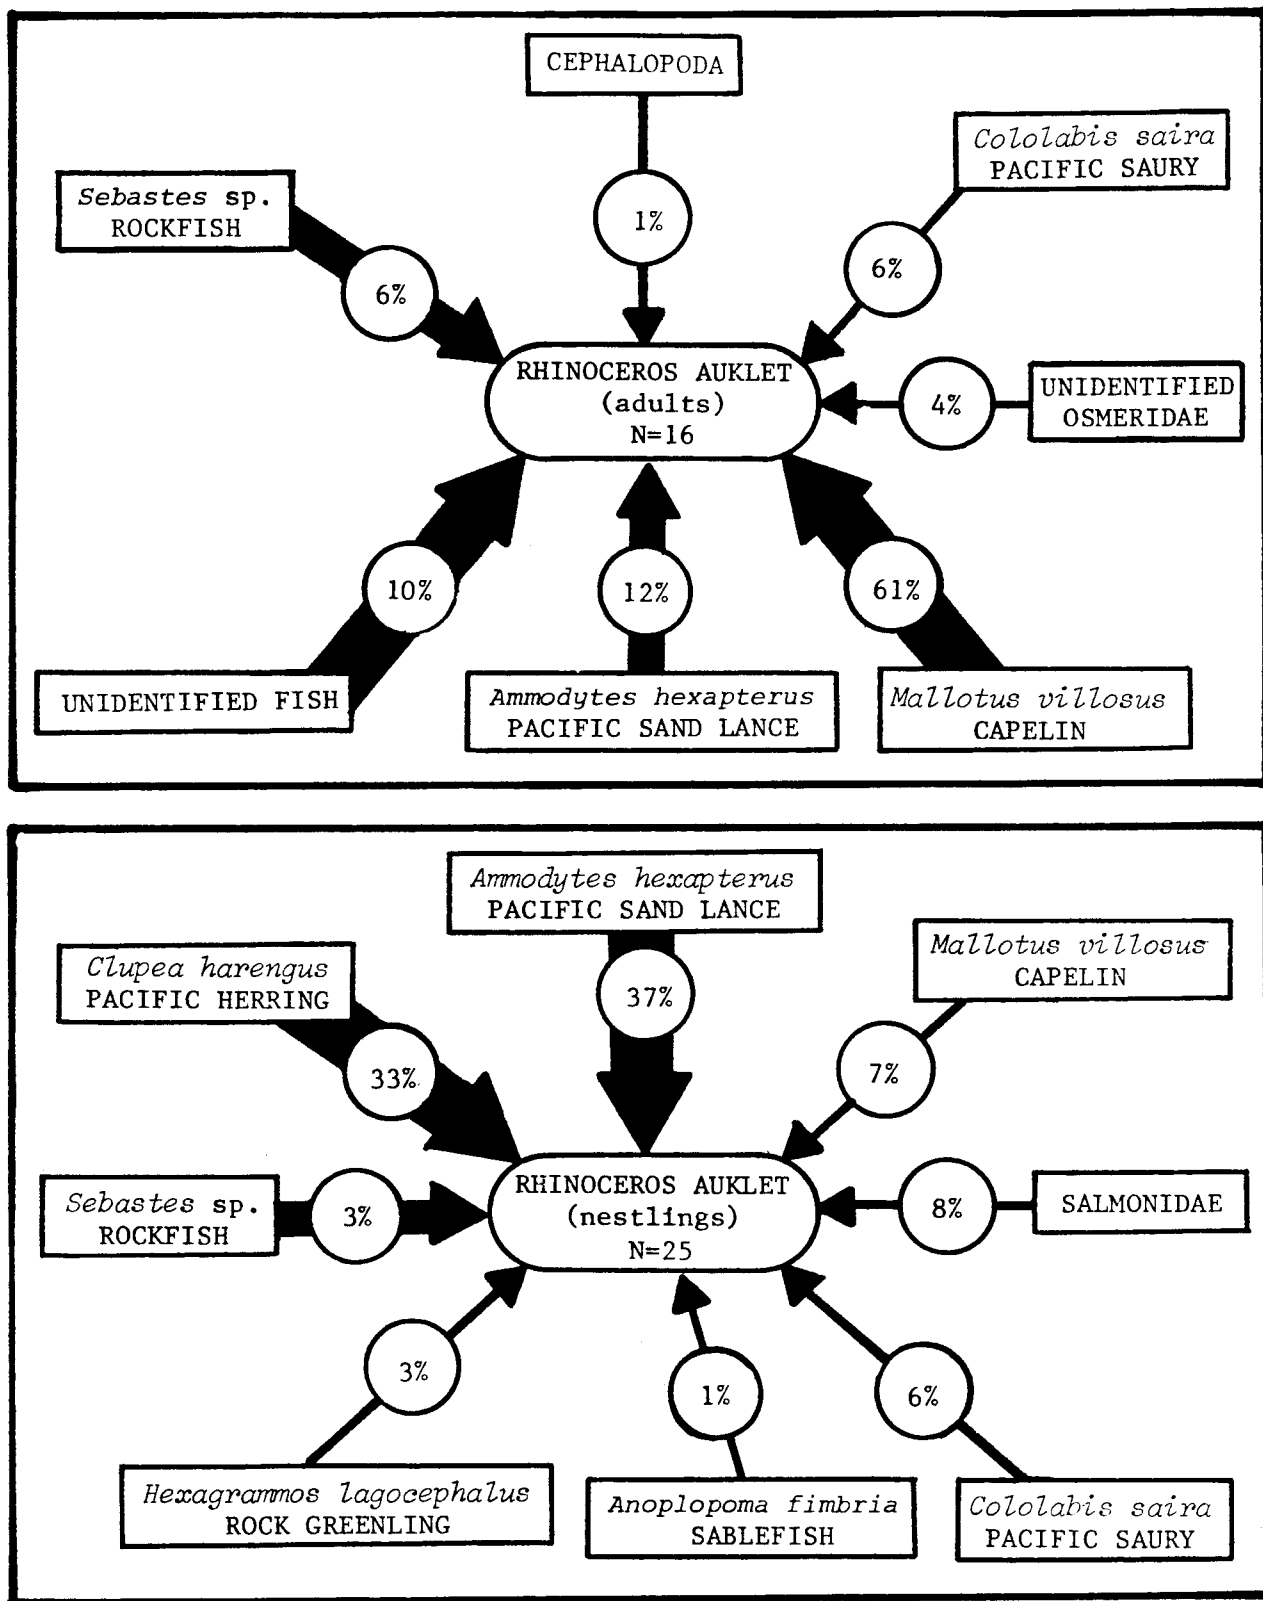 CEPHALOPODA
1%
Cololabis saira
PACIFIC SAURY
6%
Sebastes sp.
ROCKFISH
6%
RHINOCEROS AUKLET
(adults)
N=16
4%
UNIDENTIFIED
OSMERIDAE
10%
UNIDENTIFIED FISH
12%
Ammodytes hexapterus
PACIFIC SAND LANCE
61%
Mallotus villosus
CAPELIN
Ammodytes hexapterus
PACIFIC SAND LANCE
37%
Clupea harengus
PACIFIC HERRING
33%
Mallotus villosus
CAPELIN
7%
Sebastes sp.
ROCKFISH
3%
RHINOCEROS AUKLET
(nestlings)
N=25
8%
SALMONIDAE
3%
Hexagrammos lagocephalus
ROCK GREENLING
1%
Anoplopoma fimbria
SABLEFISH
6%
Cololabis saira
PACIFIC SAURY